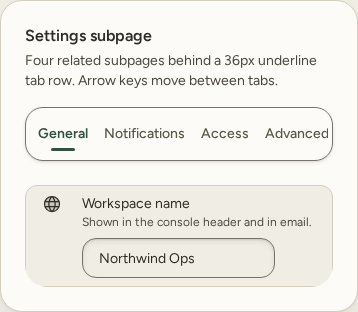 Settings subpage
Four related subpages behind a 36px underline
tab row. Arrow keys move between tabs.
General Notifications Access Advanced
Workspace name
Shown in the console header and in email.
Northwind Ops